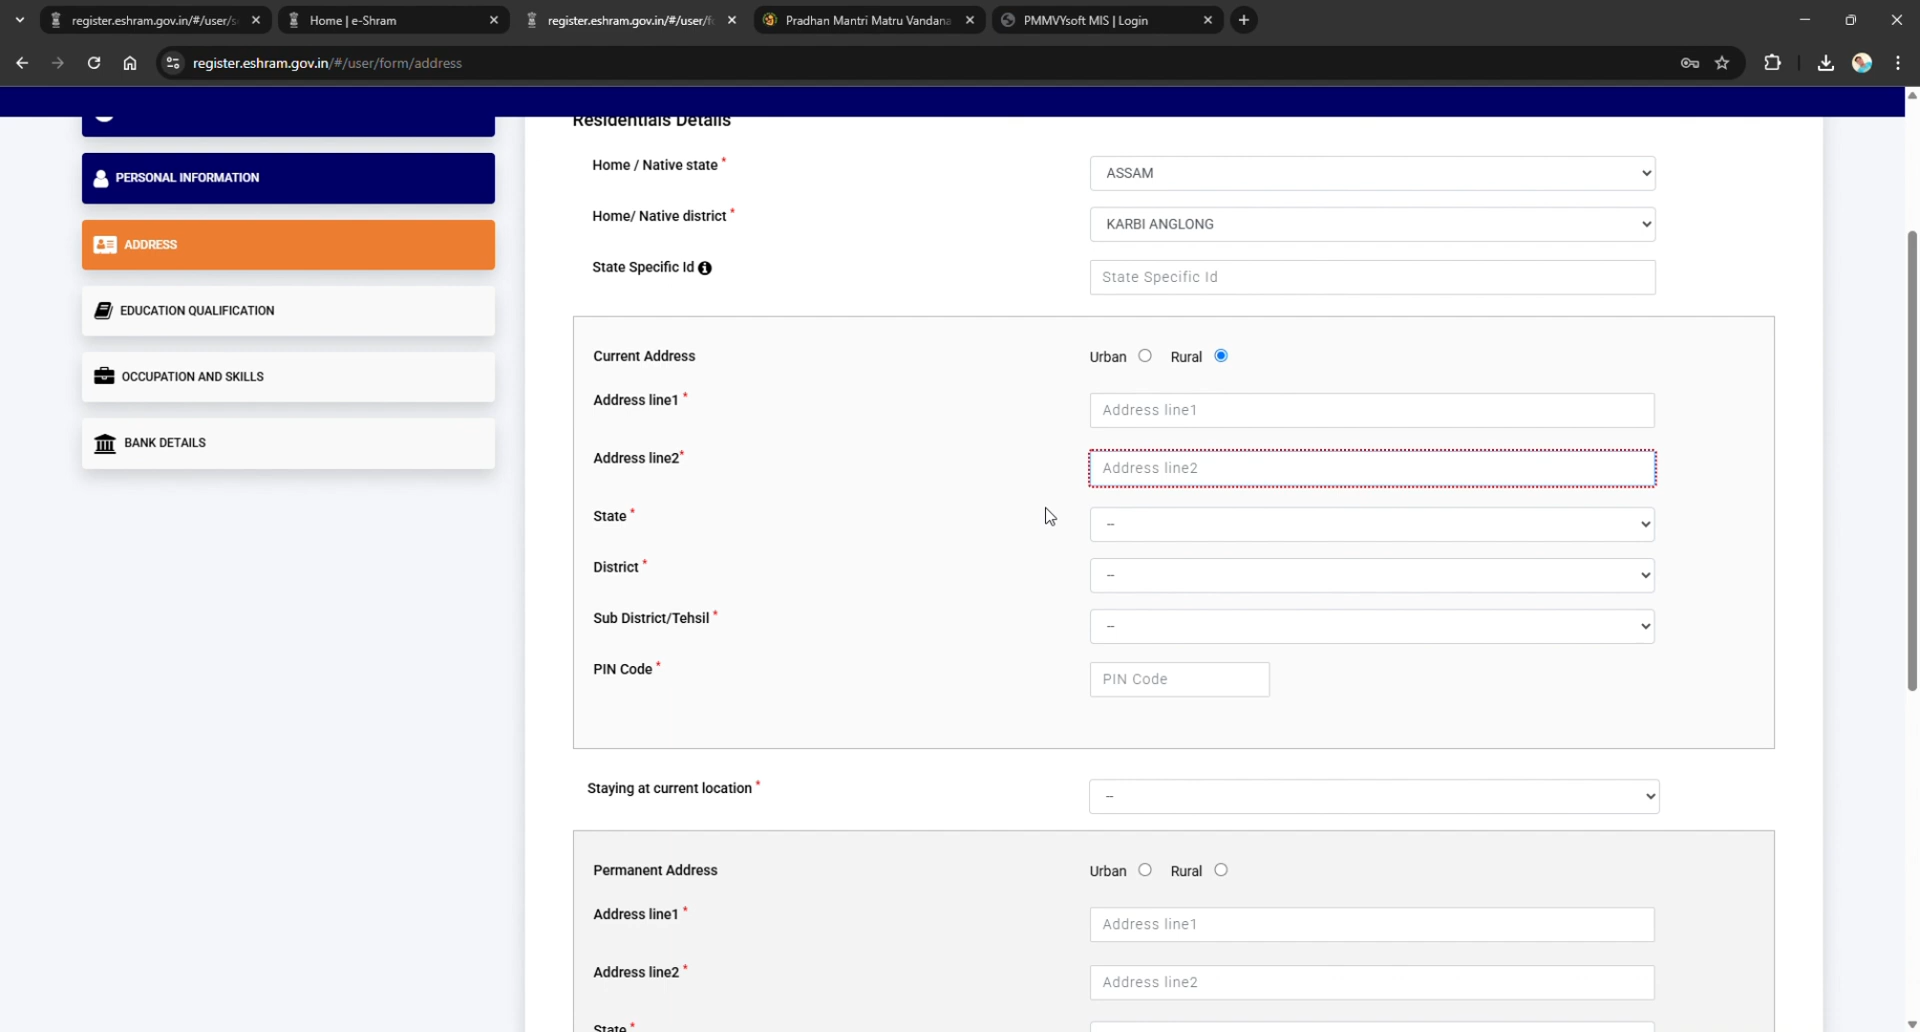 register.eshram.gov.in/#/user/s
Home | e-Shram
register.eshram.gov.in/#/user/f
Pradhan Mantri Matru Vandana
PMMVYsoft MIS | Login
register.eshram.gov.in/#/user/form/address
Residentials Details
PERSONAL INFORMATION
ADDRESS
EDUCATION QUALIFICATION
OCCUPATION AND SKILLS
BANK DETAILS
Home / Native state * ASSAM
Home/ Native district * KARBI ANGLONG
State Specific Id State Specific Id
Current Address Urban Rural
Address line1 * Address line1
Address line2* Address line2
State * --
District * --
Sub District/Tehsil * --
PIN Code * PIN Code
Staying at current location * --
Permanent Address Urban Rural
Address line1 * Address line1
Address line2 * Address line2
State *